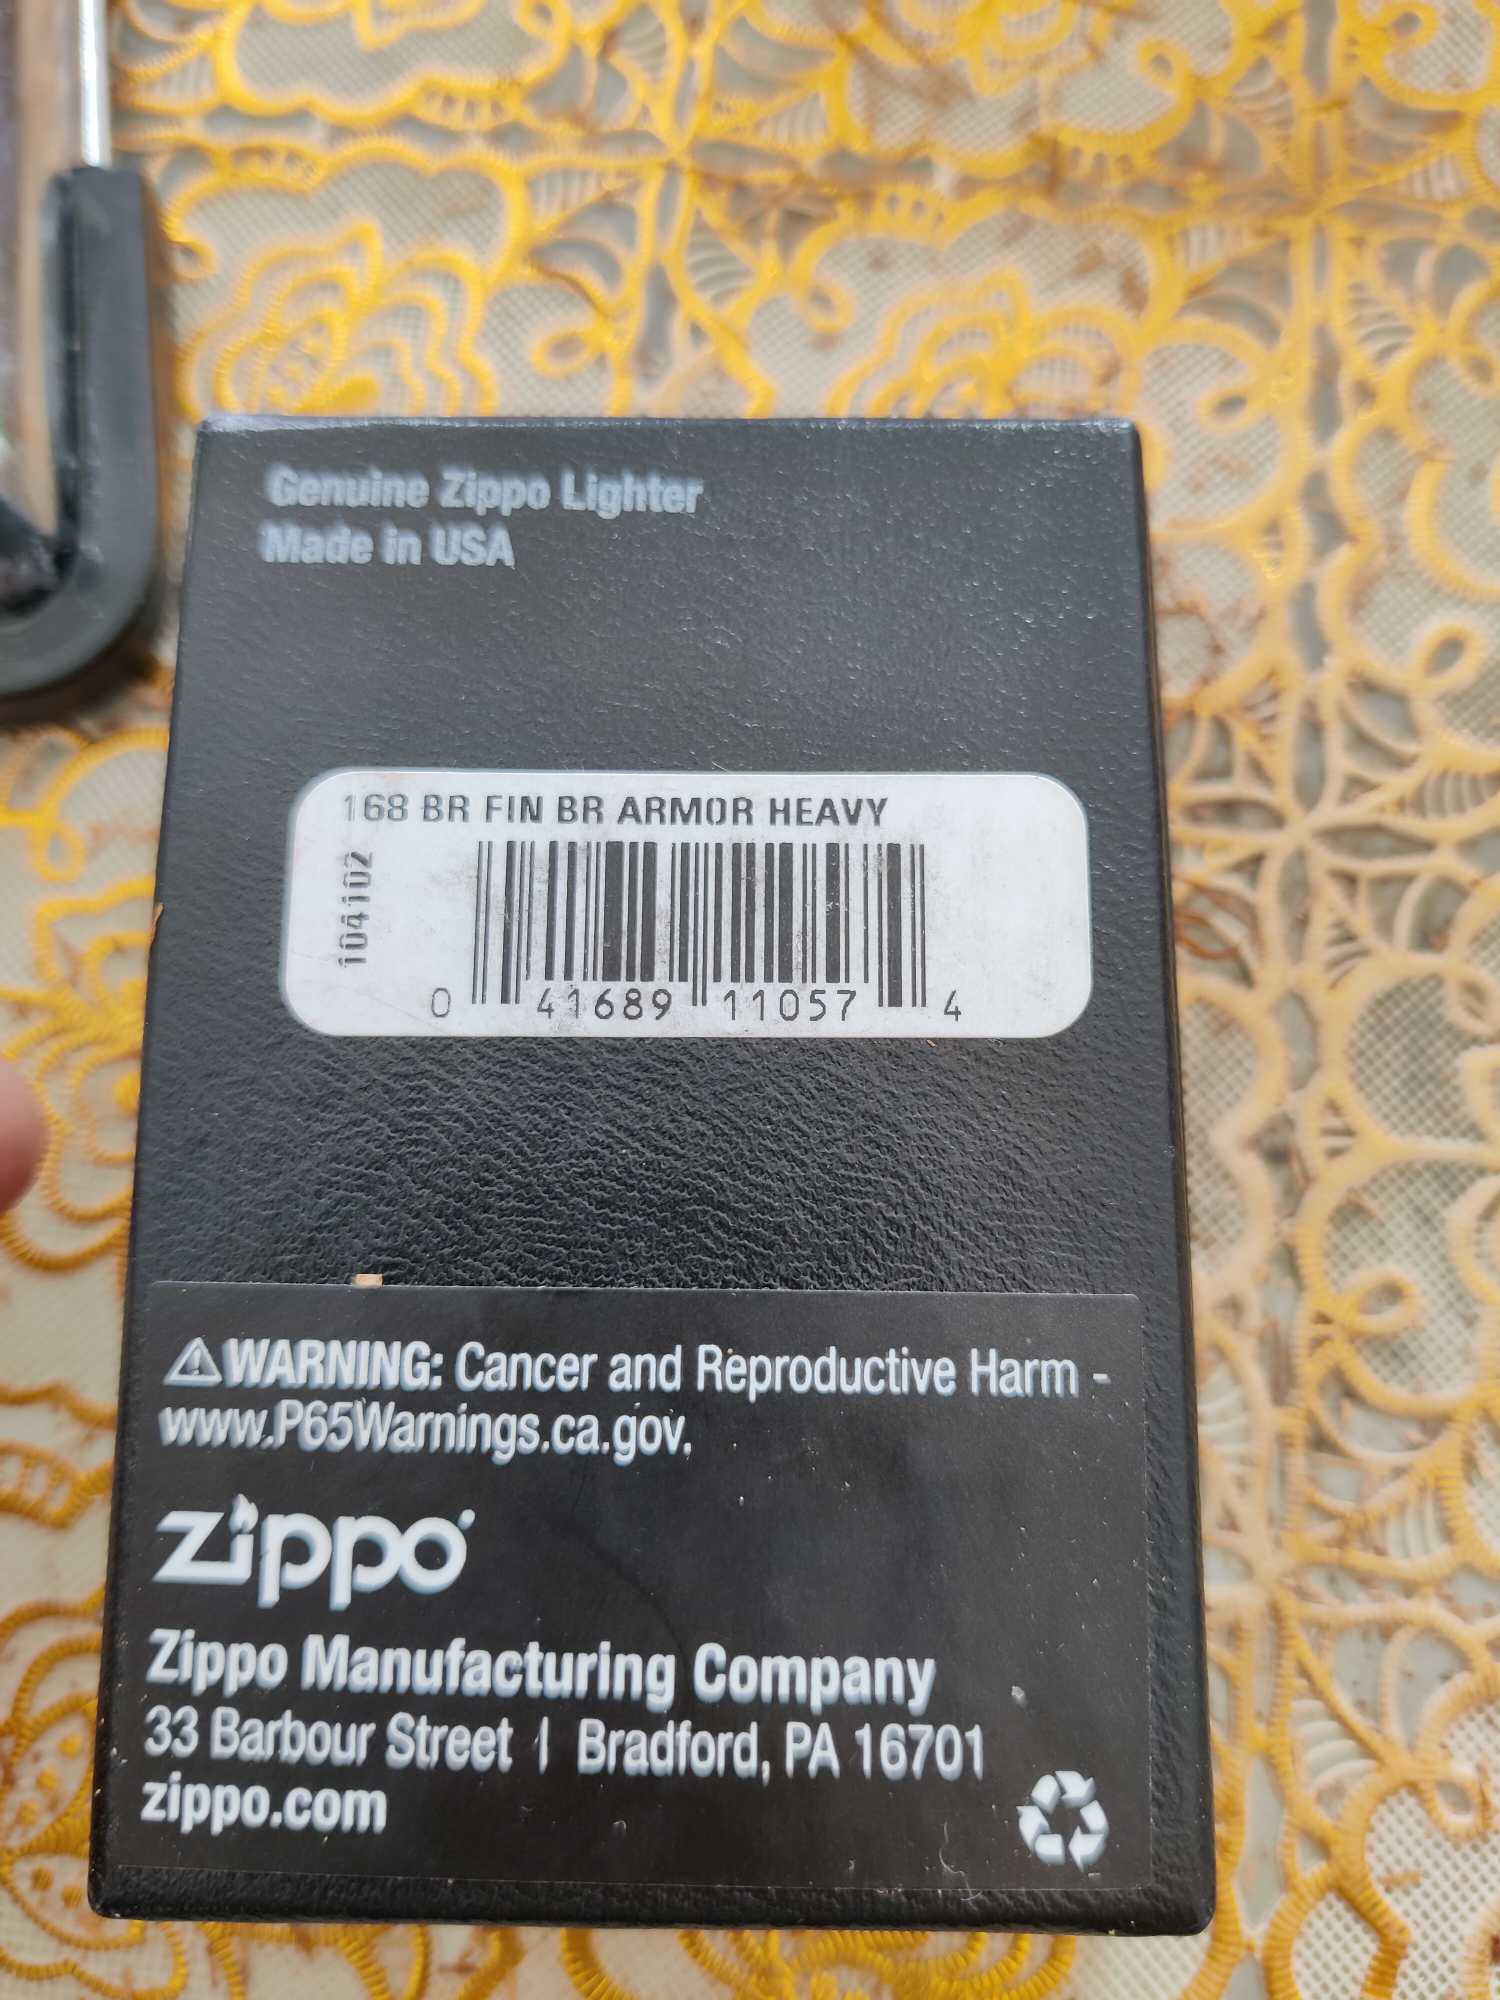 Genuine Zippo Lighter
Made in USA
168 BR FIN BR ARMOR HEAVY
104102
0 41689 11057 4
⚠WARNING: Cancer and Reproductive Harm -
www.P65Warnings.ca.gov.
zippo
Zippo Manufacturing Company
33 Barbour Street | Bradford, PA 16701
zippo.com